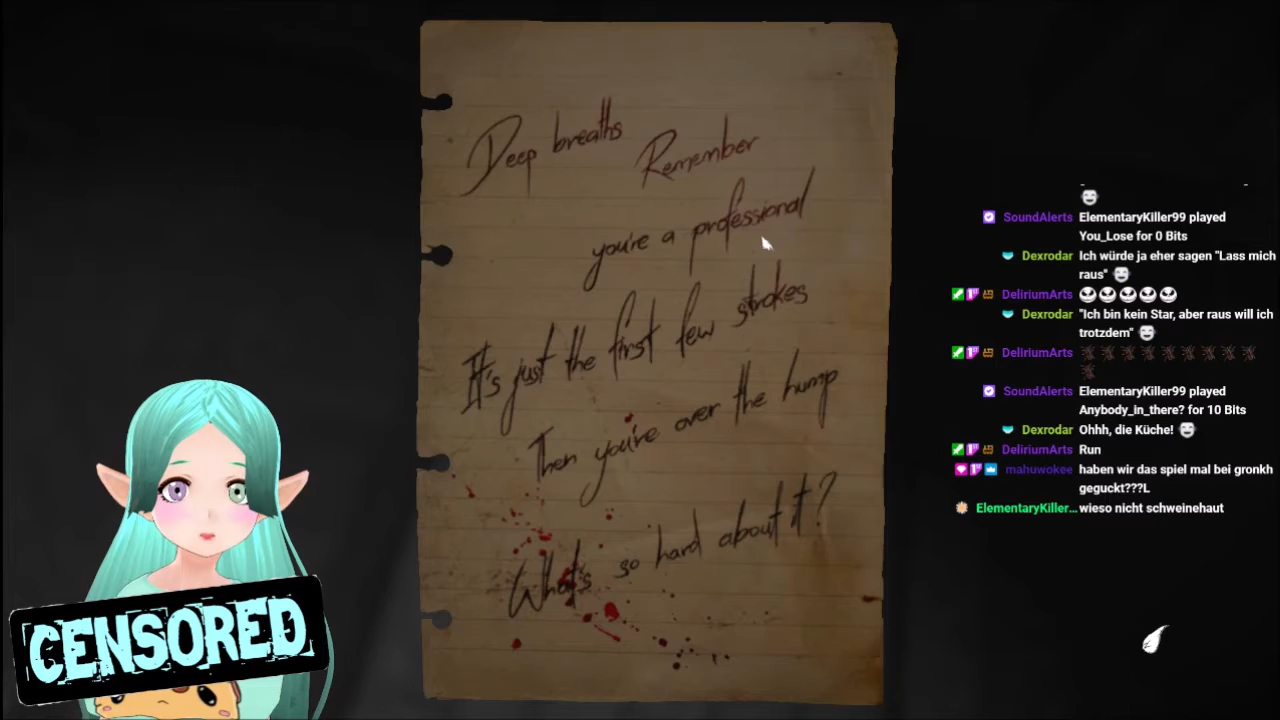 Deep breaths
Remember
you're a professional
It's just the first few strokes
Then you're over the hump
What's so hard about it?
CENSORED
SoundAlerts ElementaryKiller99 played
You_Lose for 0 Bits
Dexrodar Ich würde ja eher sagen "Lass mich
raus"
DeliriumArts
Dexrodar "Ich bin kein Star, aber raus will ich
trotzdem"
DeliriumArts
SoundAlerts ElementaryKiller99 played
Anybody_in_there? for 10 Bits
Dexrodar Ohhh, die Küche!
DeliriumArts Run
mahuwokee haben wir das spiel mal bei gronkh
geguckt???L
ElementaryKiller... wieso nicht schweinehaut